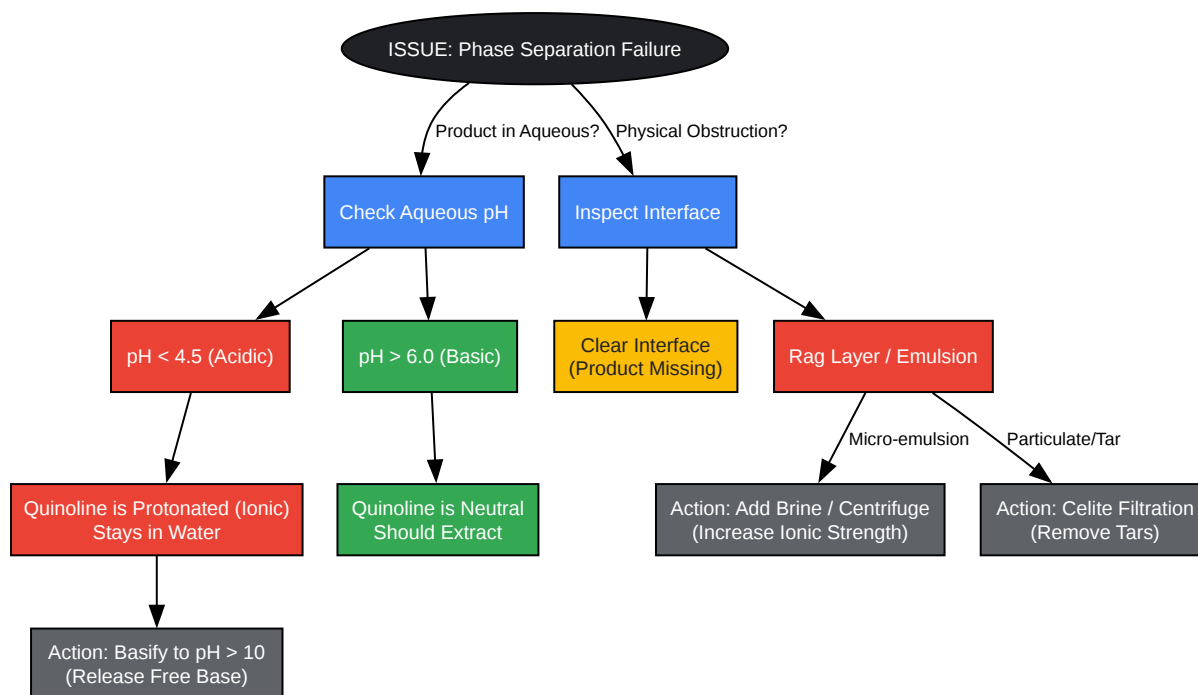 ISSUE: Phase Separation Failure
Product in Aqueous?
Physical Obstruction?
Check Aqueous pH
Inspect Interface
pH < 4.5 (Acidic)
pH > 6.0 (Basic)
Clear Interface
(Product Missing)
Rag Layer / Emulsion
Micro-emulsion
Particulate/Tar
Quinoline is Protonated (Ionic)
Stays in Water
Quinoline is Neutral
Should Extract
Action: Add Brine / Centrifuge
(Increase Ionic Strength)
Action: Celite Filtration
(Remove Tars)
Action: Basify to pH > 10
(Release Free Base)